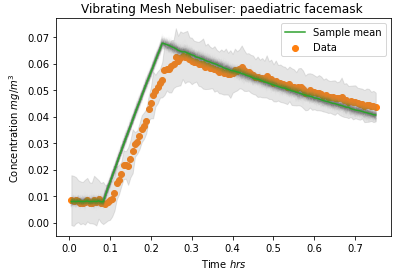 Vibrating Mesh Nebuliser: paediatric facemask
Sample mean
Data
Concentration mg/m³
0.07
0.06
0.05
0.04
0.03
0.02
0.01
0.00
0.0 0.1 0.2 0.3 0.4 0.5 0.6 0.7
Time hrs